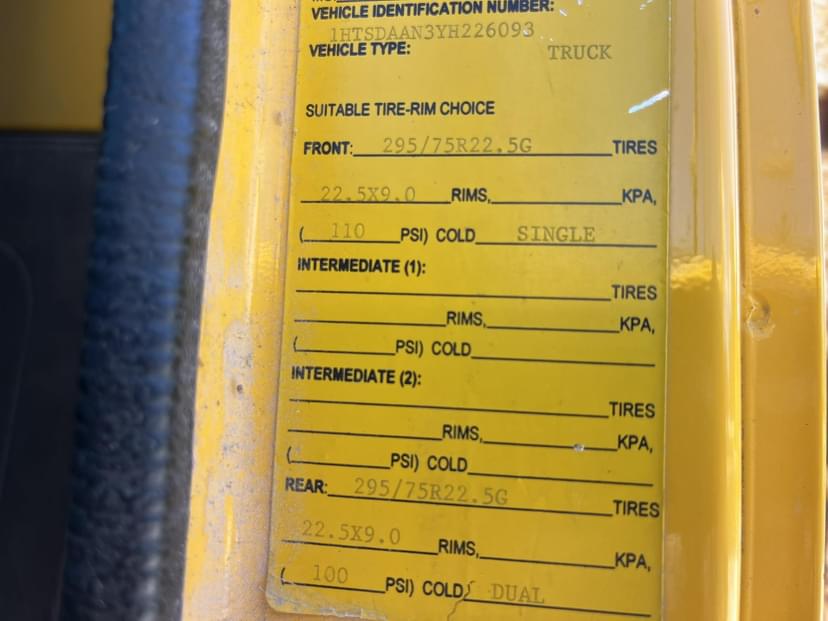 VEHICLE IDENTIFICATION NUMBER:
1HTSDAAN3YH226093
VEHICLE TYPE: TRUCK
SUITABLE TIRE-RIM CHOICE
FRONT: 295/75R22.5G TIRES
22.5X9.0 RIMS, KPA,
( 110 PSI) COLD SINGLE
INTERMEDIATE (1):
TIRES
RIMS, KPA,
( PSI) COLD
INTERMEDIATE (2):
TIRES
RIMS, KPA,
( PSI) COLD
REAR: 295/75R22.5G TIRES
22.5X9.0 RIMS, KPA,
( 100 PSI) COLD DUAL